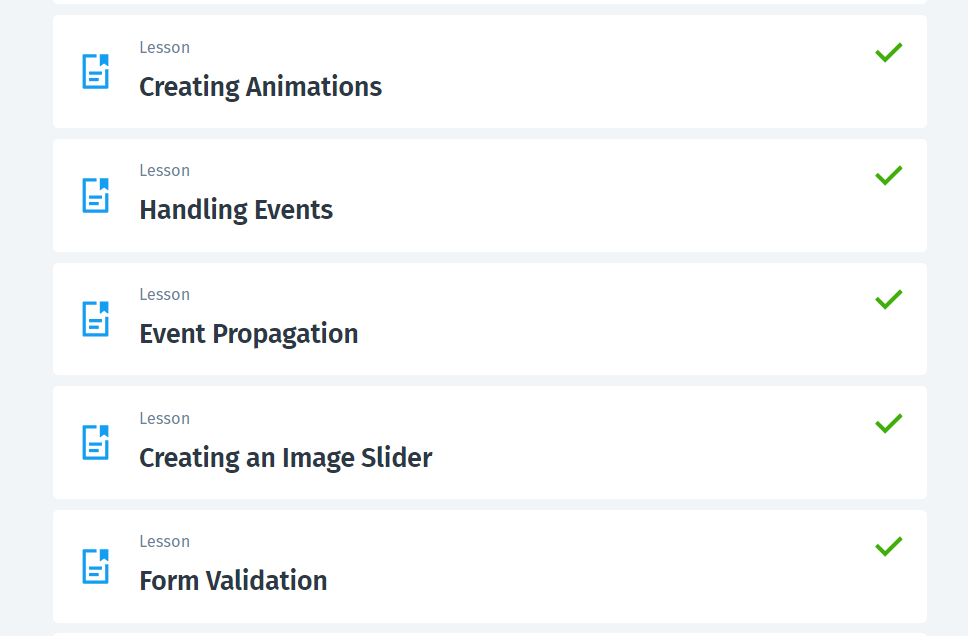 Lesson
Creating Animations
Lesson
Handling Events
Lesson
Event Propagation
Lesson
Creating an Image Slider
Lesson
Form Validation